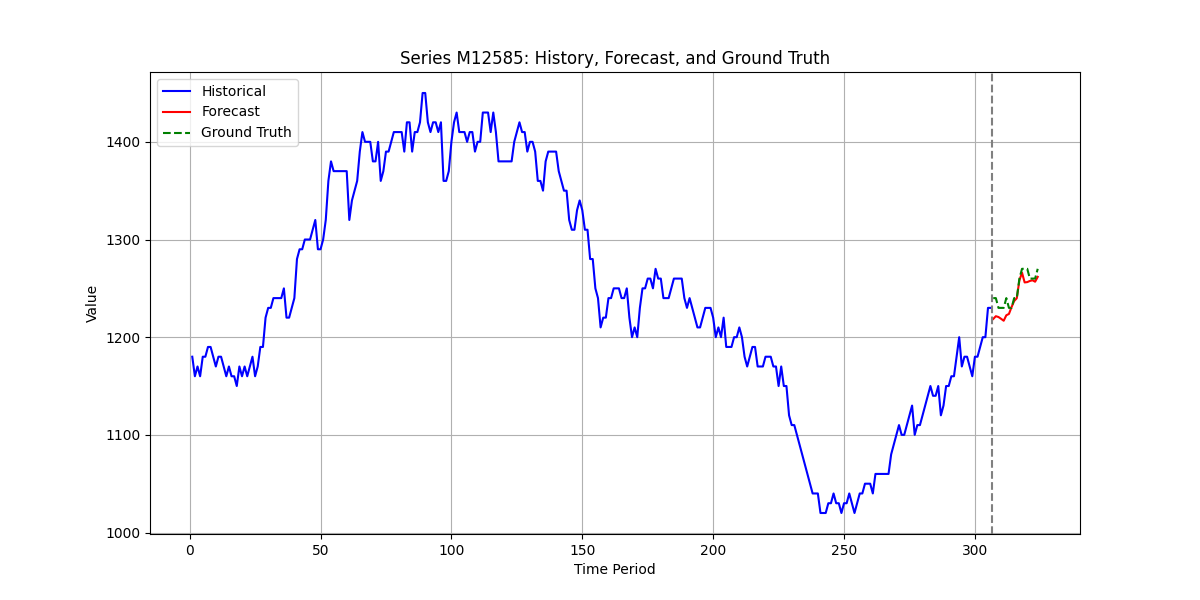 Series M12585: History, Forecast, and Ground Truth
Historical
Forecast
Ground Truth
Value
1400
1300
1200
1100
1000
0 50 100 150 200 250 300
Time Period